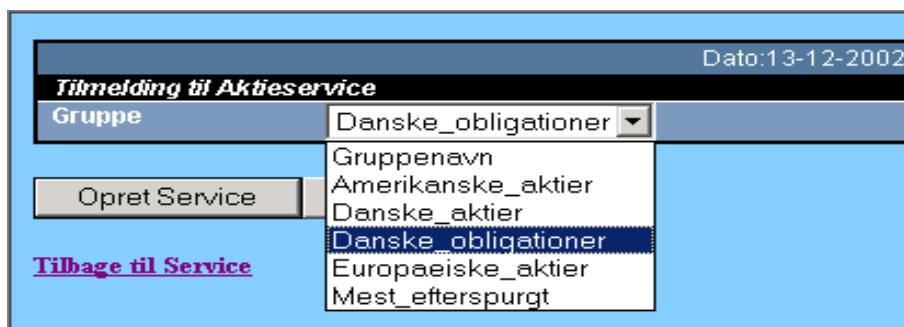 Dato:13-12-2002
Tilmelding til Aktieservice
Gruppe
Danske_obligationer
Gruppenavn
Amerikanske_aktier
Danske_aktier
Danske_obligationer
Europaeiske_aktier
Mest_efterspurgt
Opret Service
Tilbage til Service